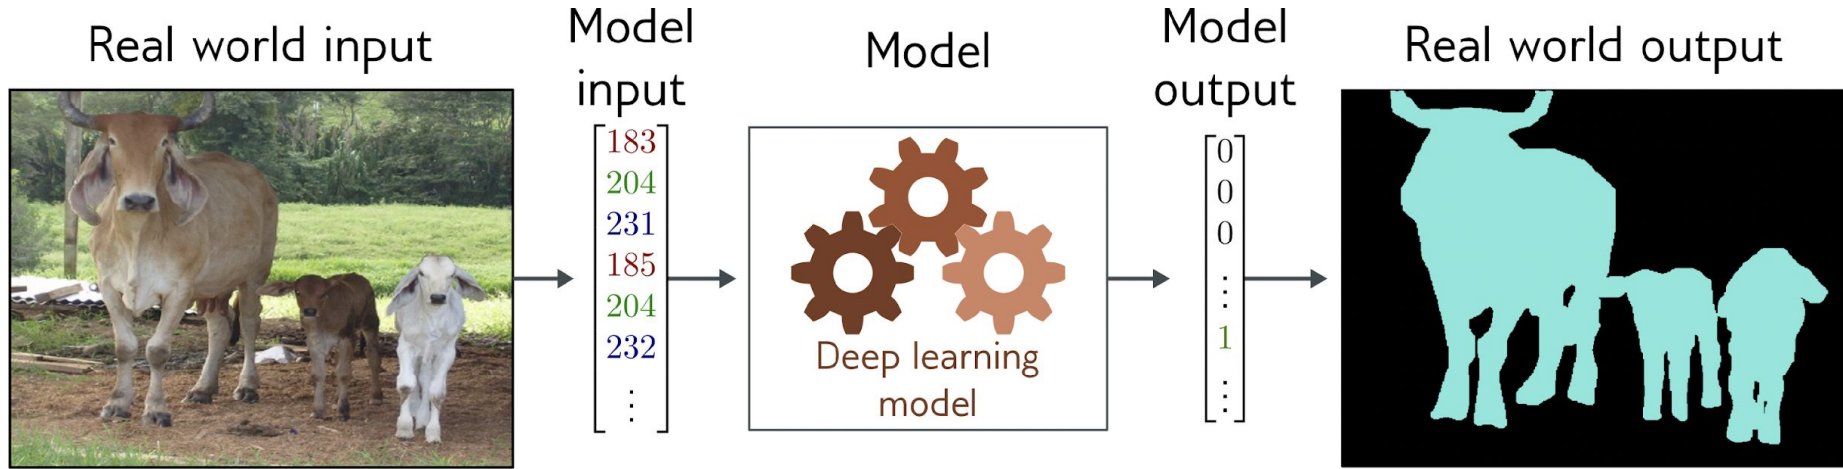 Real world input
Model
input
Model
Model
output
Real world output
183
204
231
185
204
232
⋮
Deep learning
model
0
0
0
⋮
1
⋮